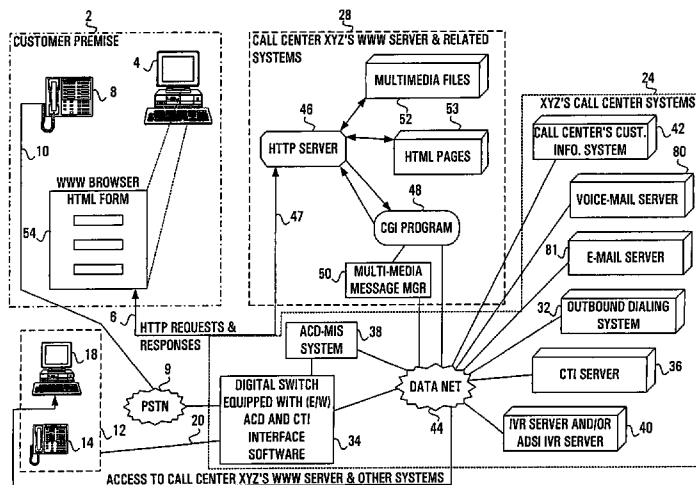 2
CUSTOMER PREMISE
4
8
10
WWW BROWSER
HTML FORM
54
6
HTTP REQUESTS &
RESPONSES
28
CALL CENTER XYZ'S WWW SERVER & RELATED
SYSTEMS
MULTIMEDIA FILES
52
53
46
HTTP SERVER
HTML PAGES
47
48
CGI PROGRAM
50
MULTI-MEDIA
MESSAGE MGR
24
XYZ'S CALL CENTER SYSTEMS
CALL CENTER'S CUST.
INFO. SYSTEM
42
80
VOICE-MAIL SERVER
81
E-MAIL SERVER
32
OUTBOUND DIALING
SYSTEM
CTI SERVER
36
IVR SERVER AND/OR
ADSI IVR SERVER
40
ACD-MIS
SYSTEM
38
DATA NET
44
DIGITAL SWITCH
EQUIPPED WITH (E/W)
ACD AND CTI
INTERFACE
SOFTWARE
34
9
PSTN
20
18
14
12
ACCESS TO CALL CENTER XYZ'S WWW SERVER & OTHER SYSTEMS